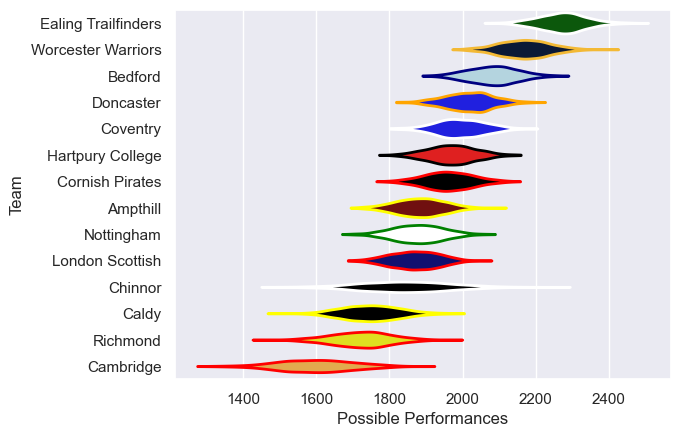 Ealing Trailfinders
Worcester Warriors
Bedford
Doncaster
Coventry
Hartpury College
Cornish Pirates
Ampthill
Nottingham
London Scottish
Chinnor
Caldy
Richmond
Cambridge
Team
1400 1600 1800 2000 2200 2400
Possible Performances